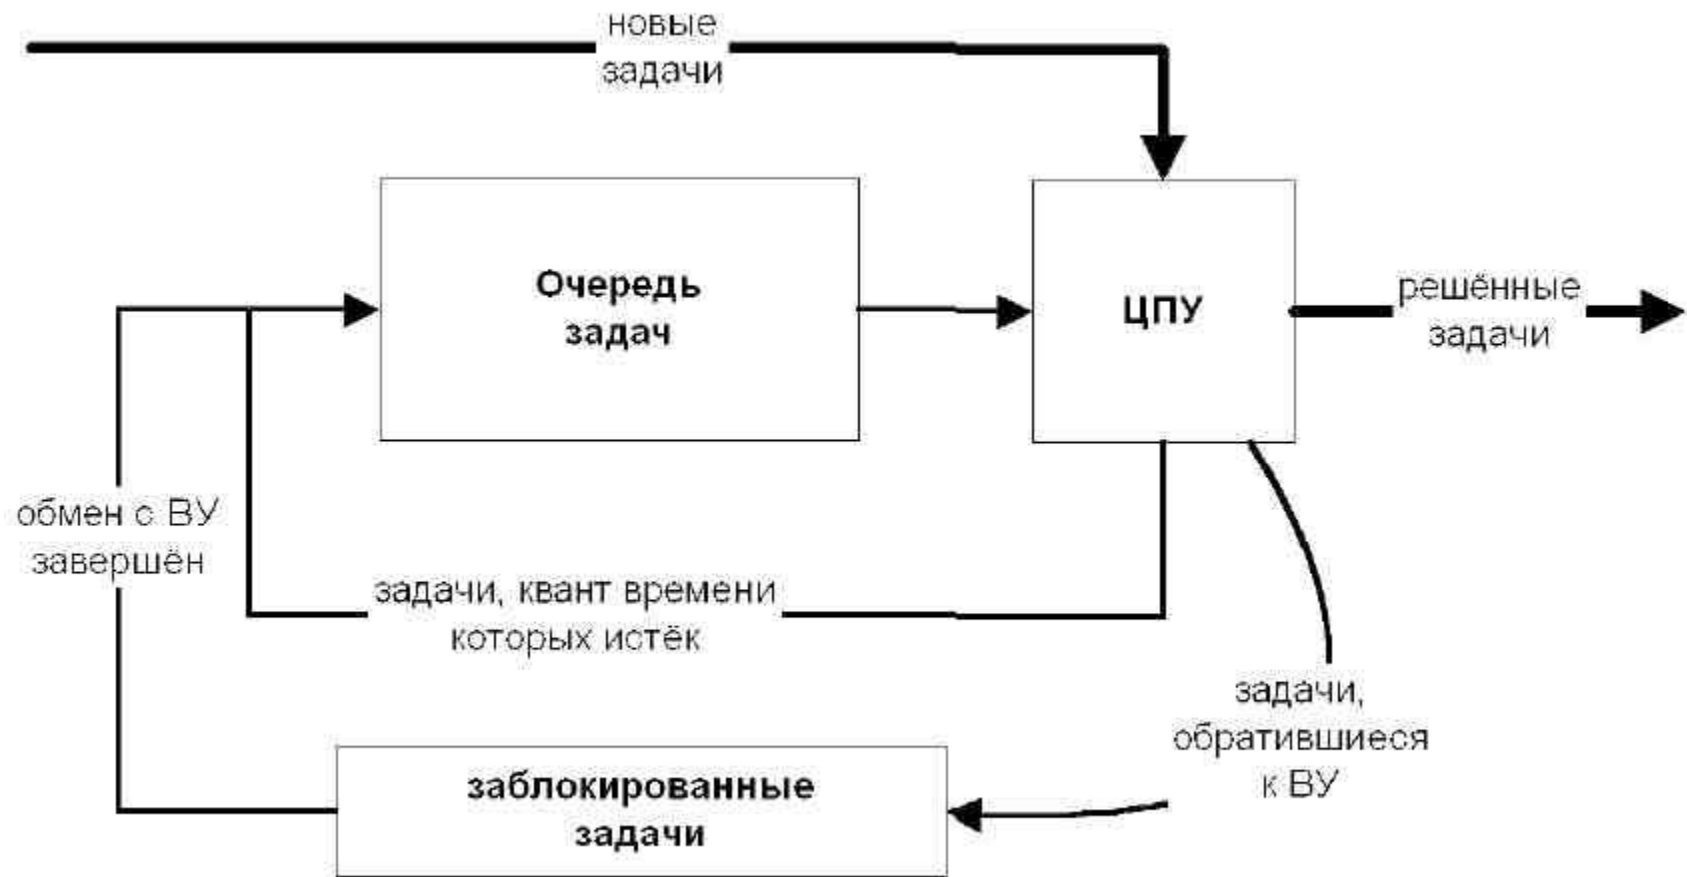 новые
задачи
Очередь
задач
ЦПУ
решённые
задачи
обмен с ВУ
завершён
задачи, квант времени
которых истёк
задачи,
обратившиеся
к ВУ
заблокированные
задачи